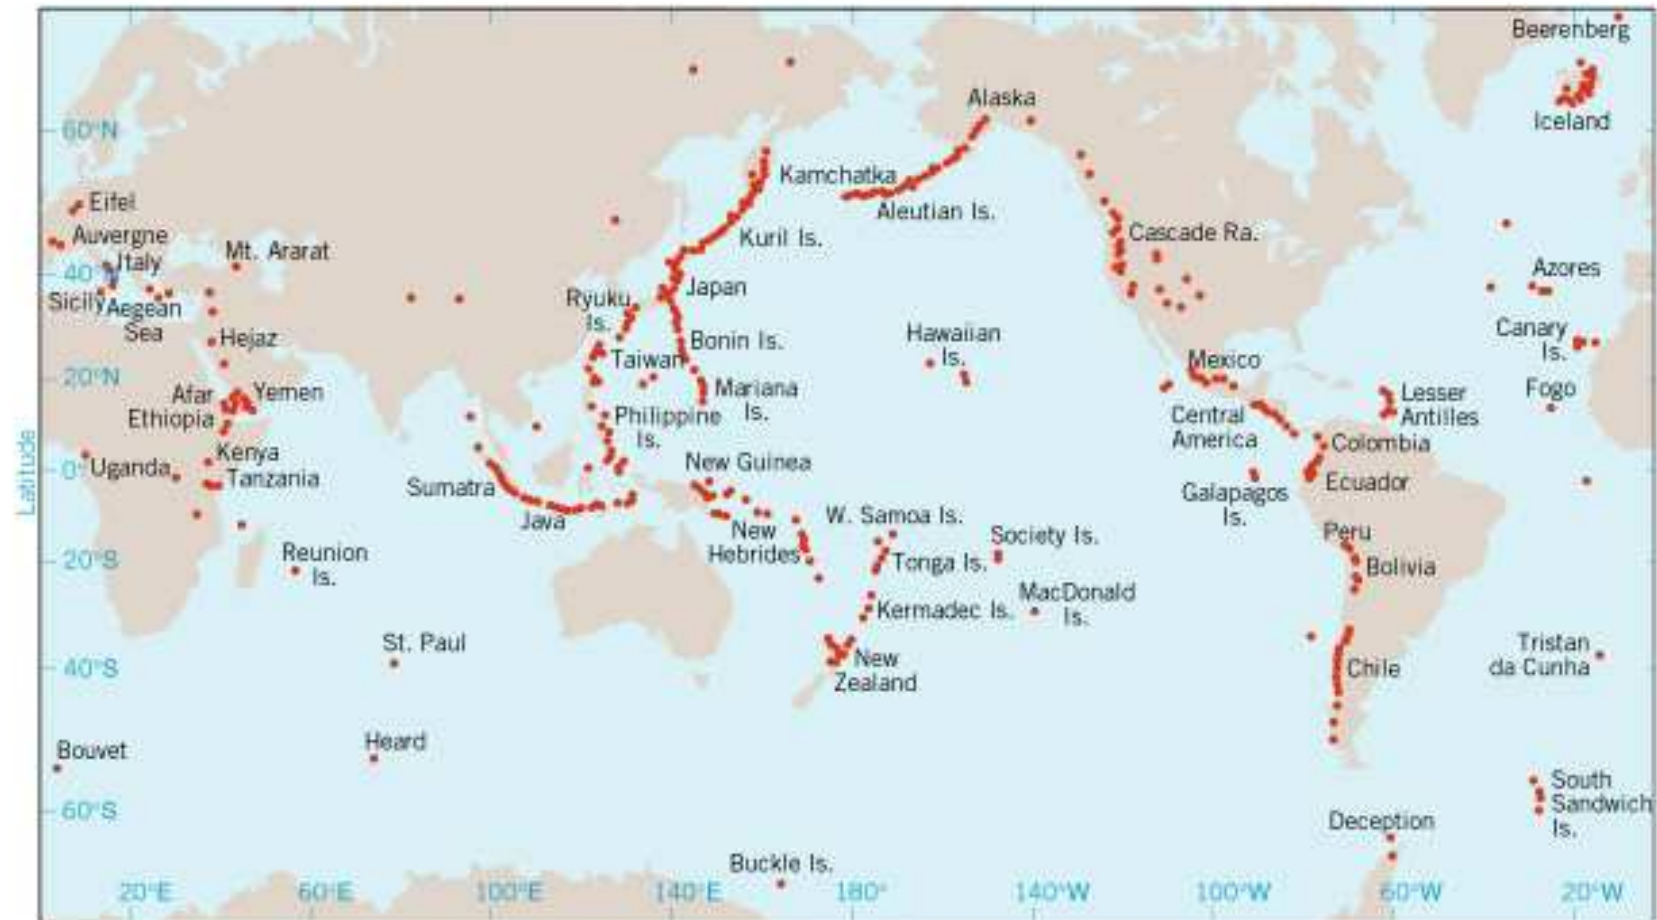 Beerenberg
Alaska
60°N
Iceland
Kamchatka
Eifel
Aleutian Is.
Auvergne
Kuril Is.
Cascade Ra.
Mt. Ararat
Italy
40°N
Azores
Sicily
Aegean
Sea
Ryuku
Is.
Japan
Hejaz
Bonin Is.
Hawaiian
Is.
Canary
Is.
Taiwan
Mexico
20°N
Afar
Yemen
Mariana
Is.
Lesser
Antilles
Fogo
Ethiopia
Philippine
Is.
Central
America
Colombia
Kenya
Latitude
0°
Uganda
Tanzania
New Guinea
Sumatra
Ecuador
Galapagos
Is.
Java
New
Hebrides
W. Samoa Is.
Society Is.
Peru
Reunion
Is.
20°S
Tonga Is.
Bolivia
MacDonald
Is.
Kermadec Is.
St. Paul
40°S
New
Zealand
Chile
Tristan
da Cunha
Bouvet
Heard
South
Sandwich
Is.
60°S
Deception
Buckle Is.
20°E
60°E
100°E
140°E
180°
140°W
100°W
60°W
20°W